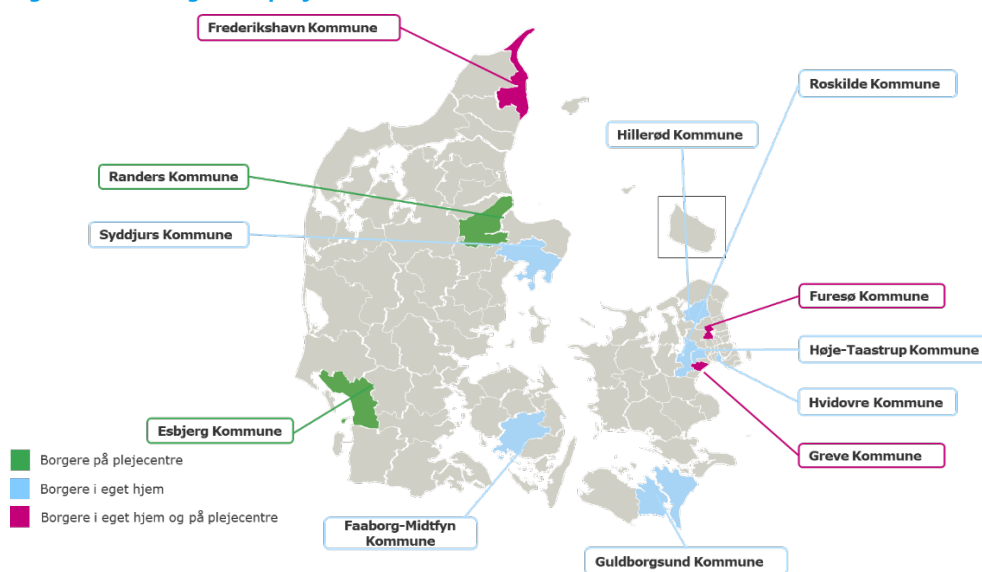 Frederikshavn Kommune
Roskilde Kommune
Hillerød Kommune
Randers Kommune
Syddjurs Kommune
Furesø Kommune
Høje-Taastrup Kommune
Hvidovre Kommune
Esbjerg Kommune
Greve Kommune
Borgere på plejecentre
Borgere i eget hjem
Borgere i eget hjem og på plejecentre
Faaborg-Midtfyn
Kommune
Guldborgsund Kommune